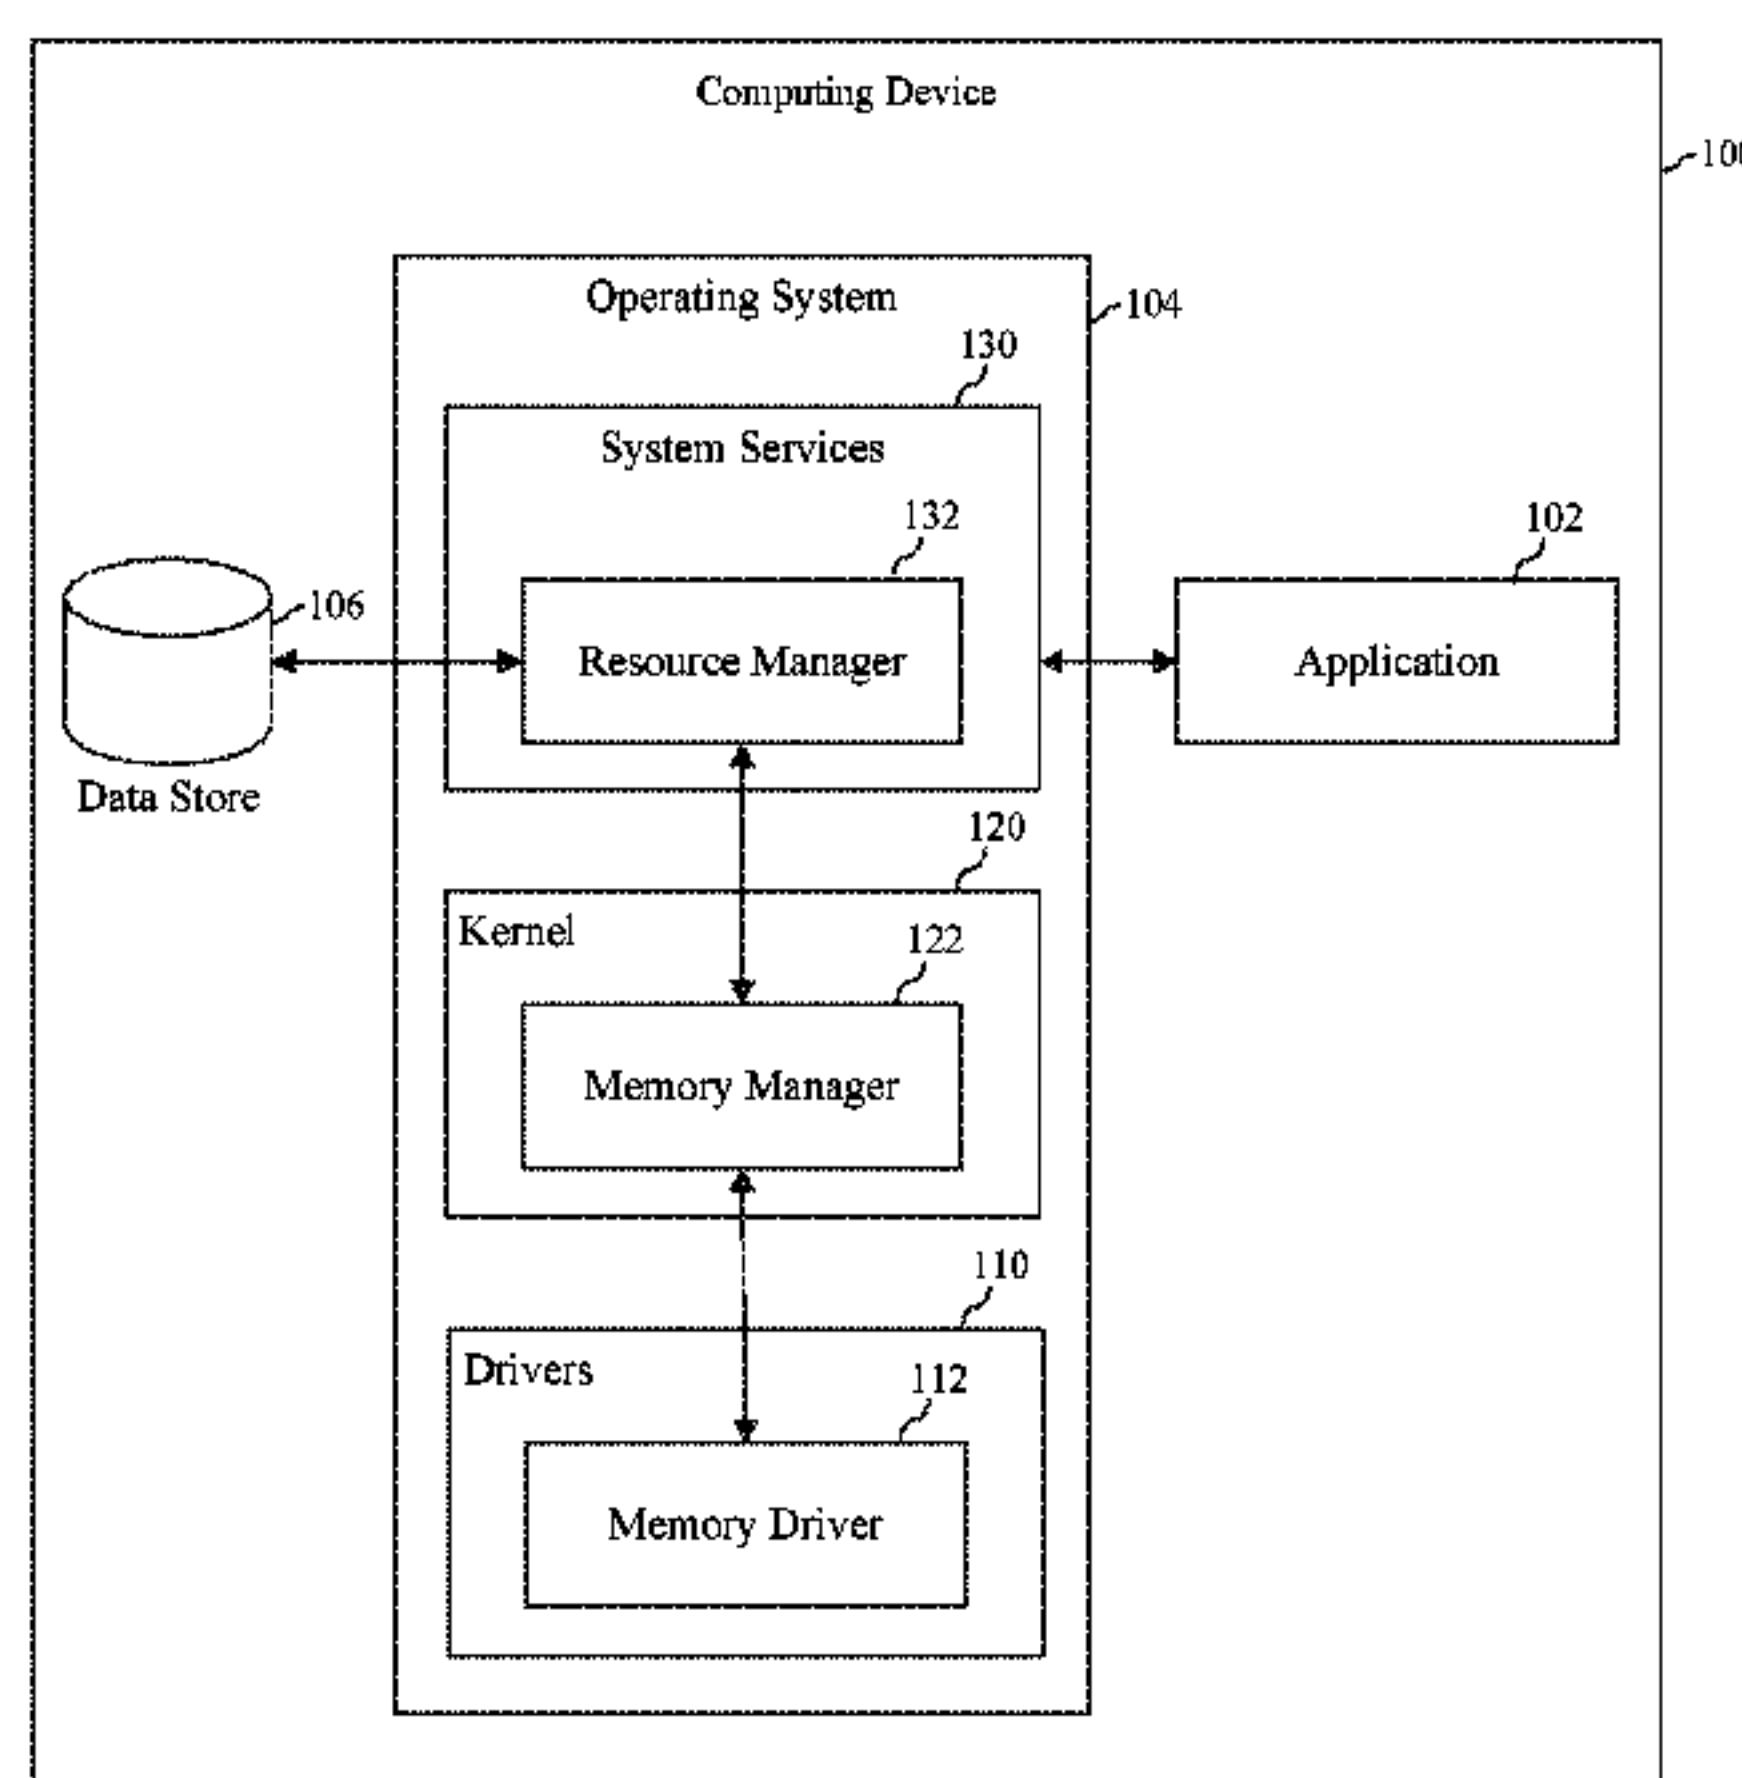 Computing Device
Operating System
104
130
System Services
132
102
106
Resource Manager
Application
Data Store
120
Kernel
122
Memory Manager
110
Drivers
112
Memory Driver